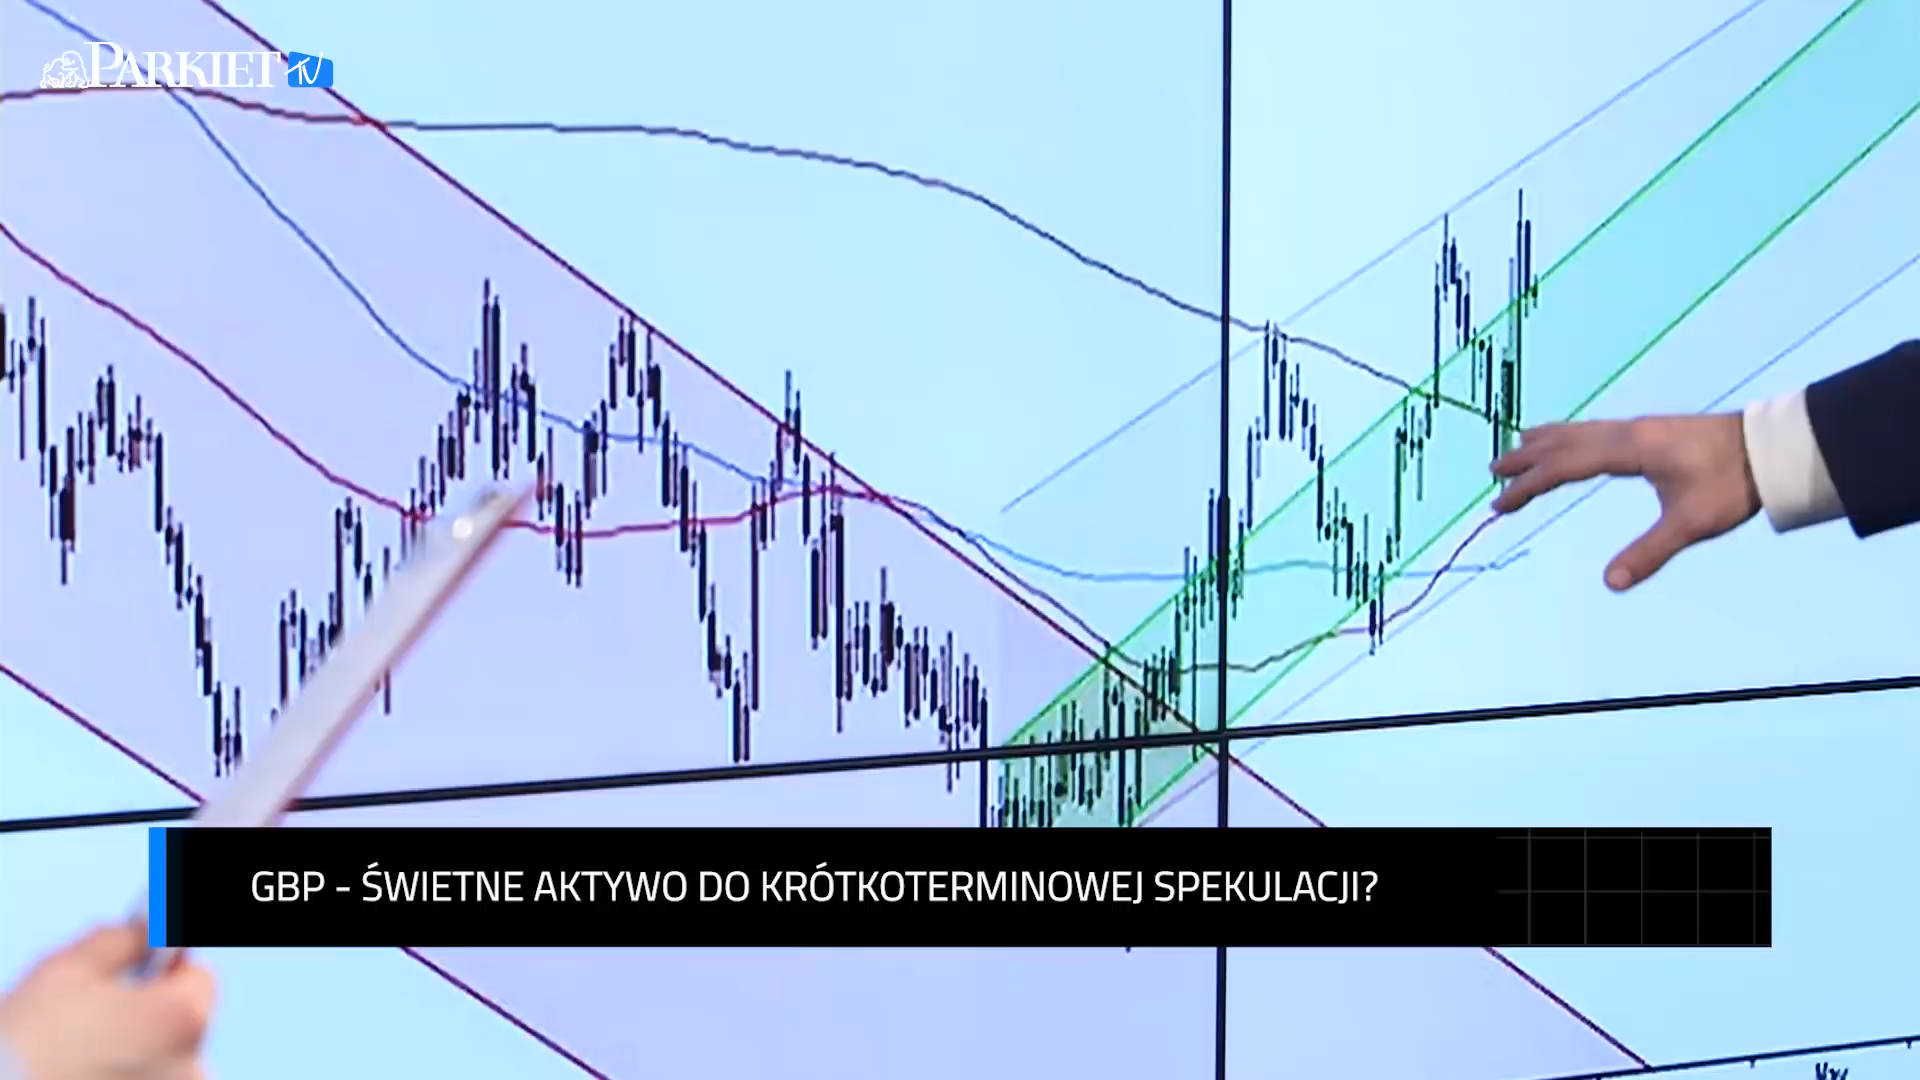 PARKIET TV
GBP - ŚWIETNE AKTYWO DO KRÓTKOTERMINOWEJ SPEKULACJI?